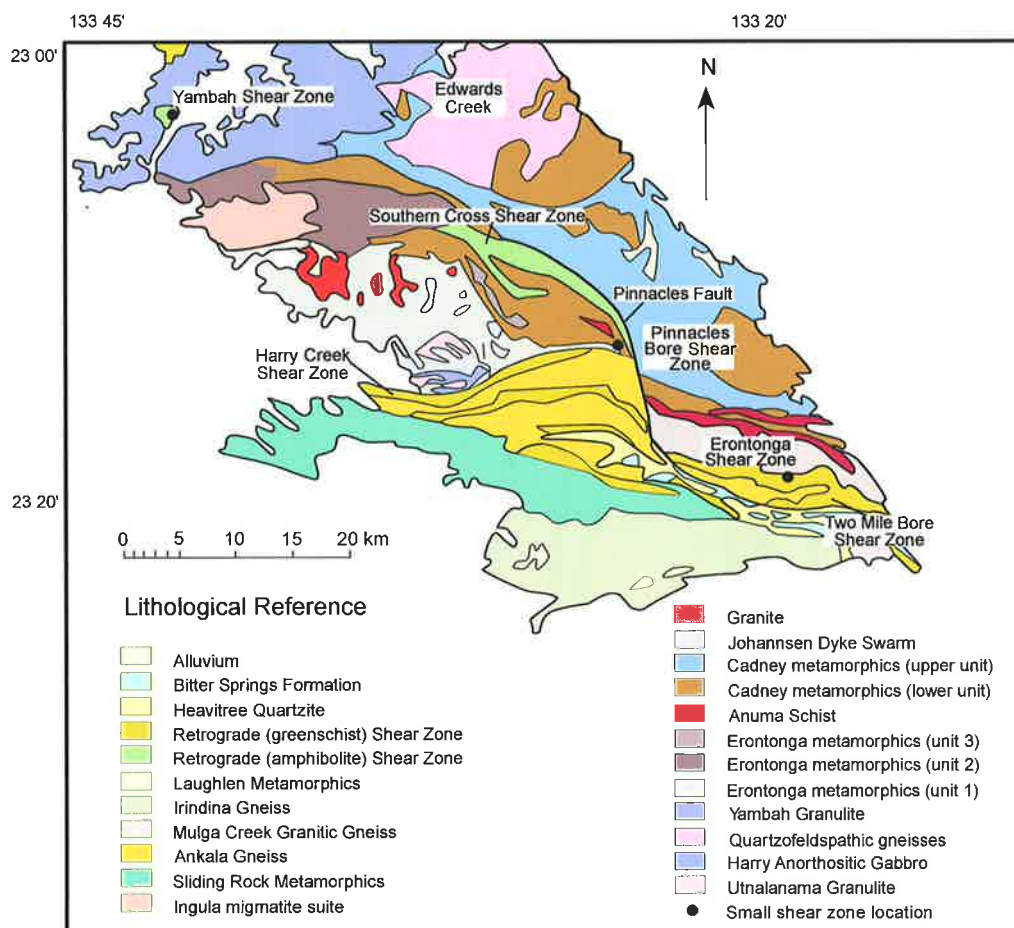 133 45'
133 20'
23 00'
N
Yambah Shear Zone
Edwards
Creek
Southern Cross Shear Zone
Pinnacles Fault
Pinnacles
Bore Shear
Zone
Harry Creek
Shear Zone
Erontonga
Shear Zone
23 20'
Two Mile Bore
Shear Zone
0 5 10 15 20 km
Lithological Reference
Alluvium
Bitter Springs Formation
Heavitree Quartzite
Retrograde (greenschist) Shear Zone
Retrograde (amphibolite) Shear Zone
Laughlen Metamorphics
Irindina Gneiss
Mulga Creek Granitic Gneiss
Ankala Gneiss
Sliding Rock Metamorphics
Ingula migmatite suite
Granite
Johannsen Dyke Swarm
Cadney metamorphics (upper unit)
Cadney metamorphics (lower unit)
Anuma Schist
Erontonga metamorphics (unit 3)
Erontonga metamorphics (unit 2)
Erontonga metamorphics (unit 1)
Yambah Granulite
Quartzofeldspathic gneisses
Harry Anorthositic Gabbro
Utnalanama Granulite
Small shear zone location